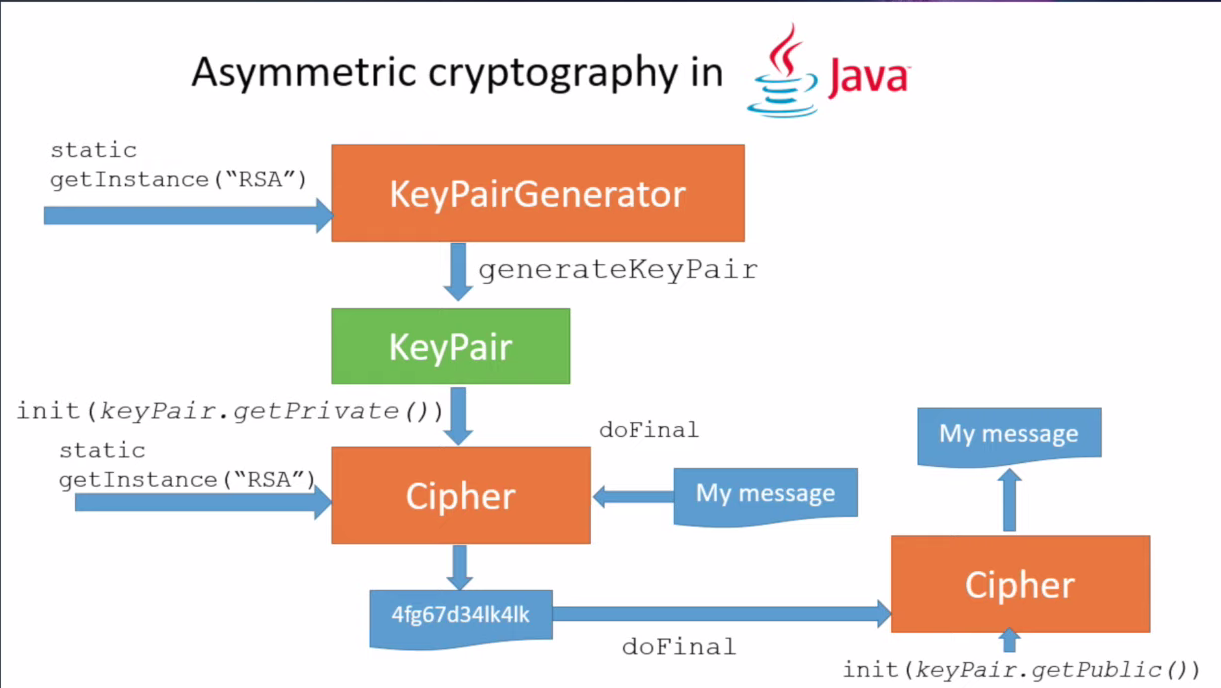 Asymmetric cryptography in Java
static
getInstance(“RSA”)
KeyPairGenerator
generateKeyPair
KeyPair
init(keyPair.getPrivate())
static
getInstance(“RSA”)
Cipher
doFinal
My message
My message
4fg67d34lk4lk
doFinal
Cipher
init(keyPair.getPublic())